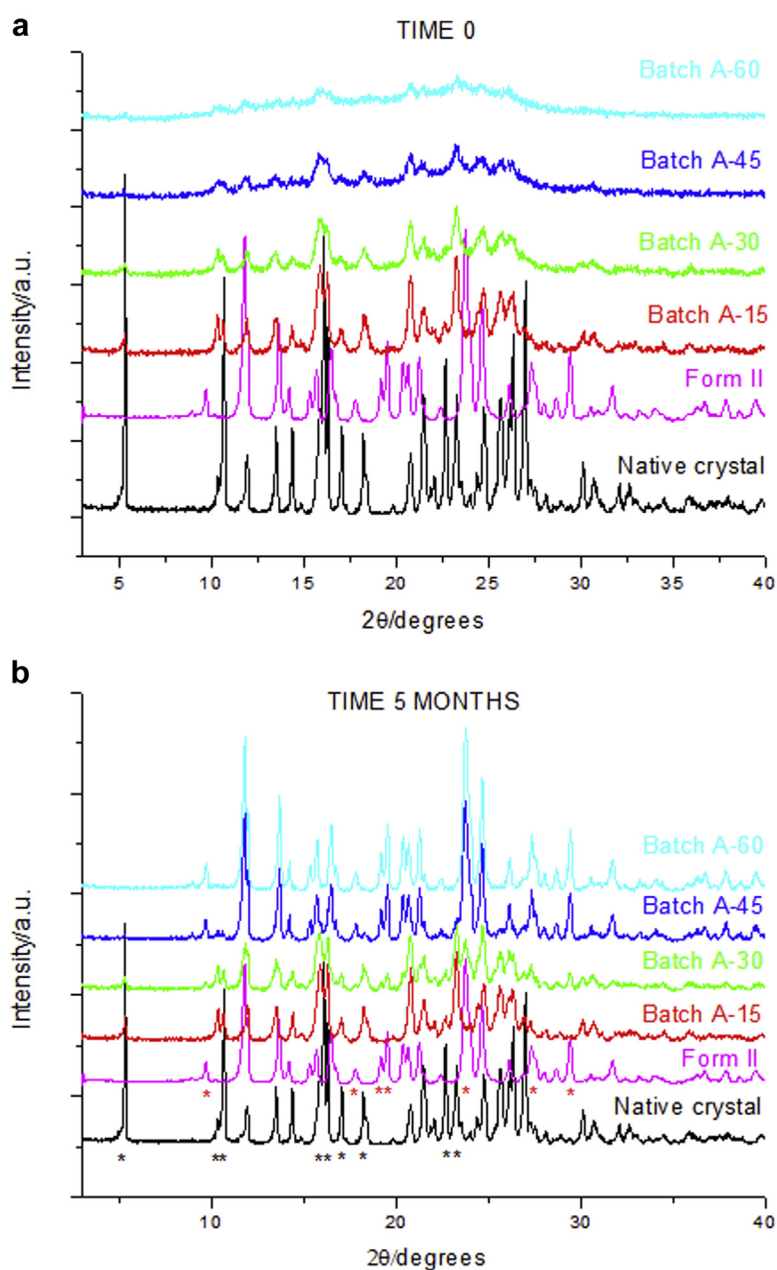 a
TIME 0
Batch A-60
Batch A-45
Batch A-30
Batch A-15
Form II
Native crystal
Intensity/a.u.
5 10 15 20 25 30 35 40
2θ/degrees
b
TIME 5 MONTHS
Batch A-60
Batch A-45
Batch A-30
Batch A-15
Form II
* * ** * * *
Native crystal
* ** ** * * **
Intensity/a.u.
10 20 30 40
2θ/degrees